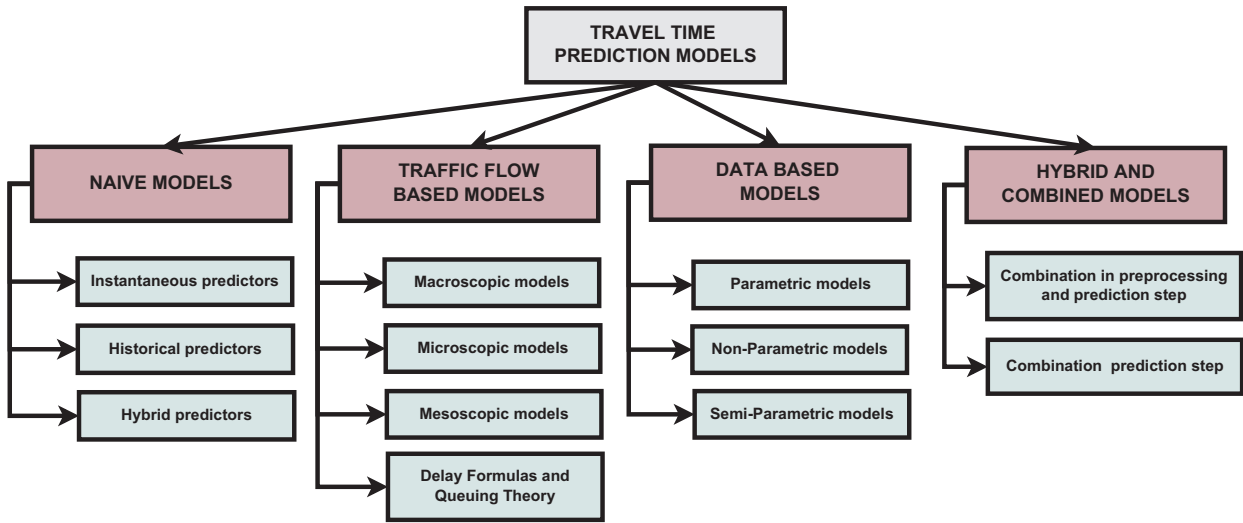 TRAVEL TIME
PREDICTION MODELS
NAIVE MODELS
Instantaneous predictors
Historical predictors
Hybrid predictors
TRAFFIC FLOW
BASED MODELS
Macroscopic models
Microscopic models
Mesoscopic models
Delay Formulas and
Queuing Theory
DATA BASED
MODELS
Parametric models
Non-Parametric models
Semi-Parametric models
HYBRID AND
COMBINED MODELS
Combination in preprocessing
and prediction step
Combination prediction step